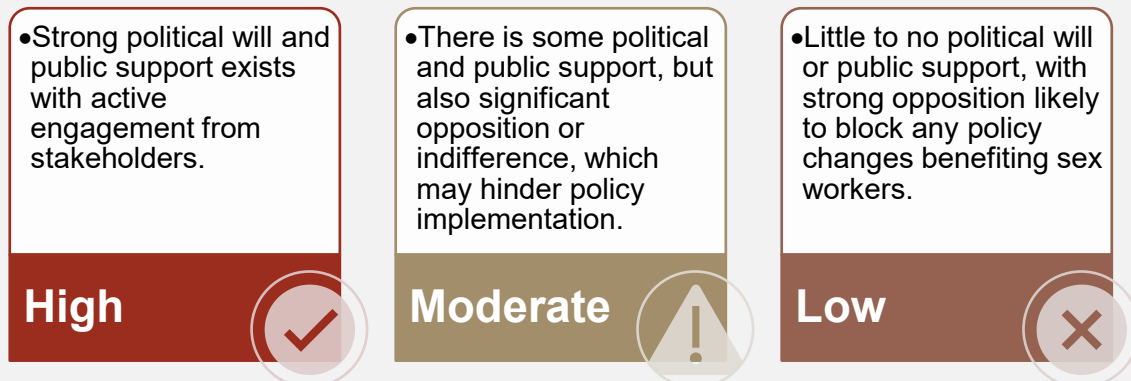 •Strong political will and
public support exists
with active
engagement from
stakeholders.
High
•There is some political
and public support, but
also significant
opposition or
indifference, which
may hinder policy
implementation.
Moderate
•Little to no political will
or public support, with
strong opposition likely
to block any policy
changes benefiting sex
workers.
Low